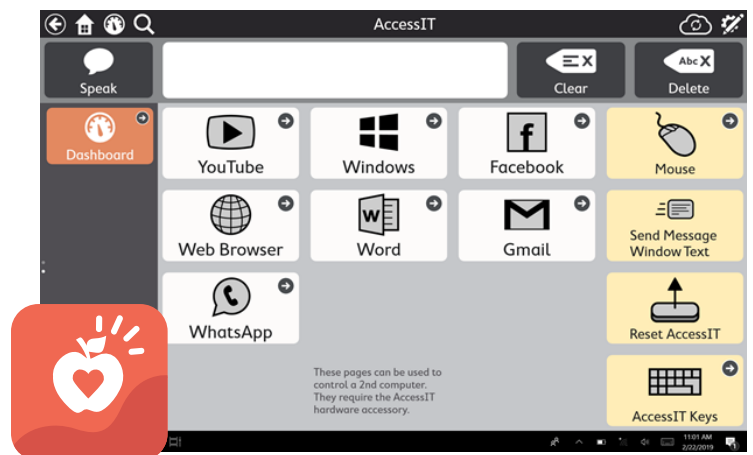 AccessIT
Speak
Clear
Abc X
Delete
Dashboard
YouTube
Windows
f
Facebook
Mouse
Web Browser
W
Word
Gmail
Send Message
Window Text
WhatsApp
Reset AccessIT
These pages can be used to
control a 2nd computer.
They require the AccessIT
hardware accessory.
AccessIT Keys
11:01 AM
2/22/2019